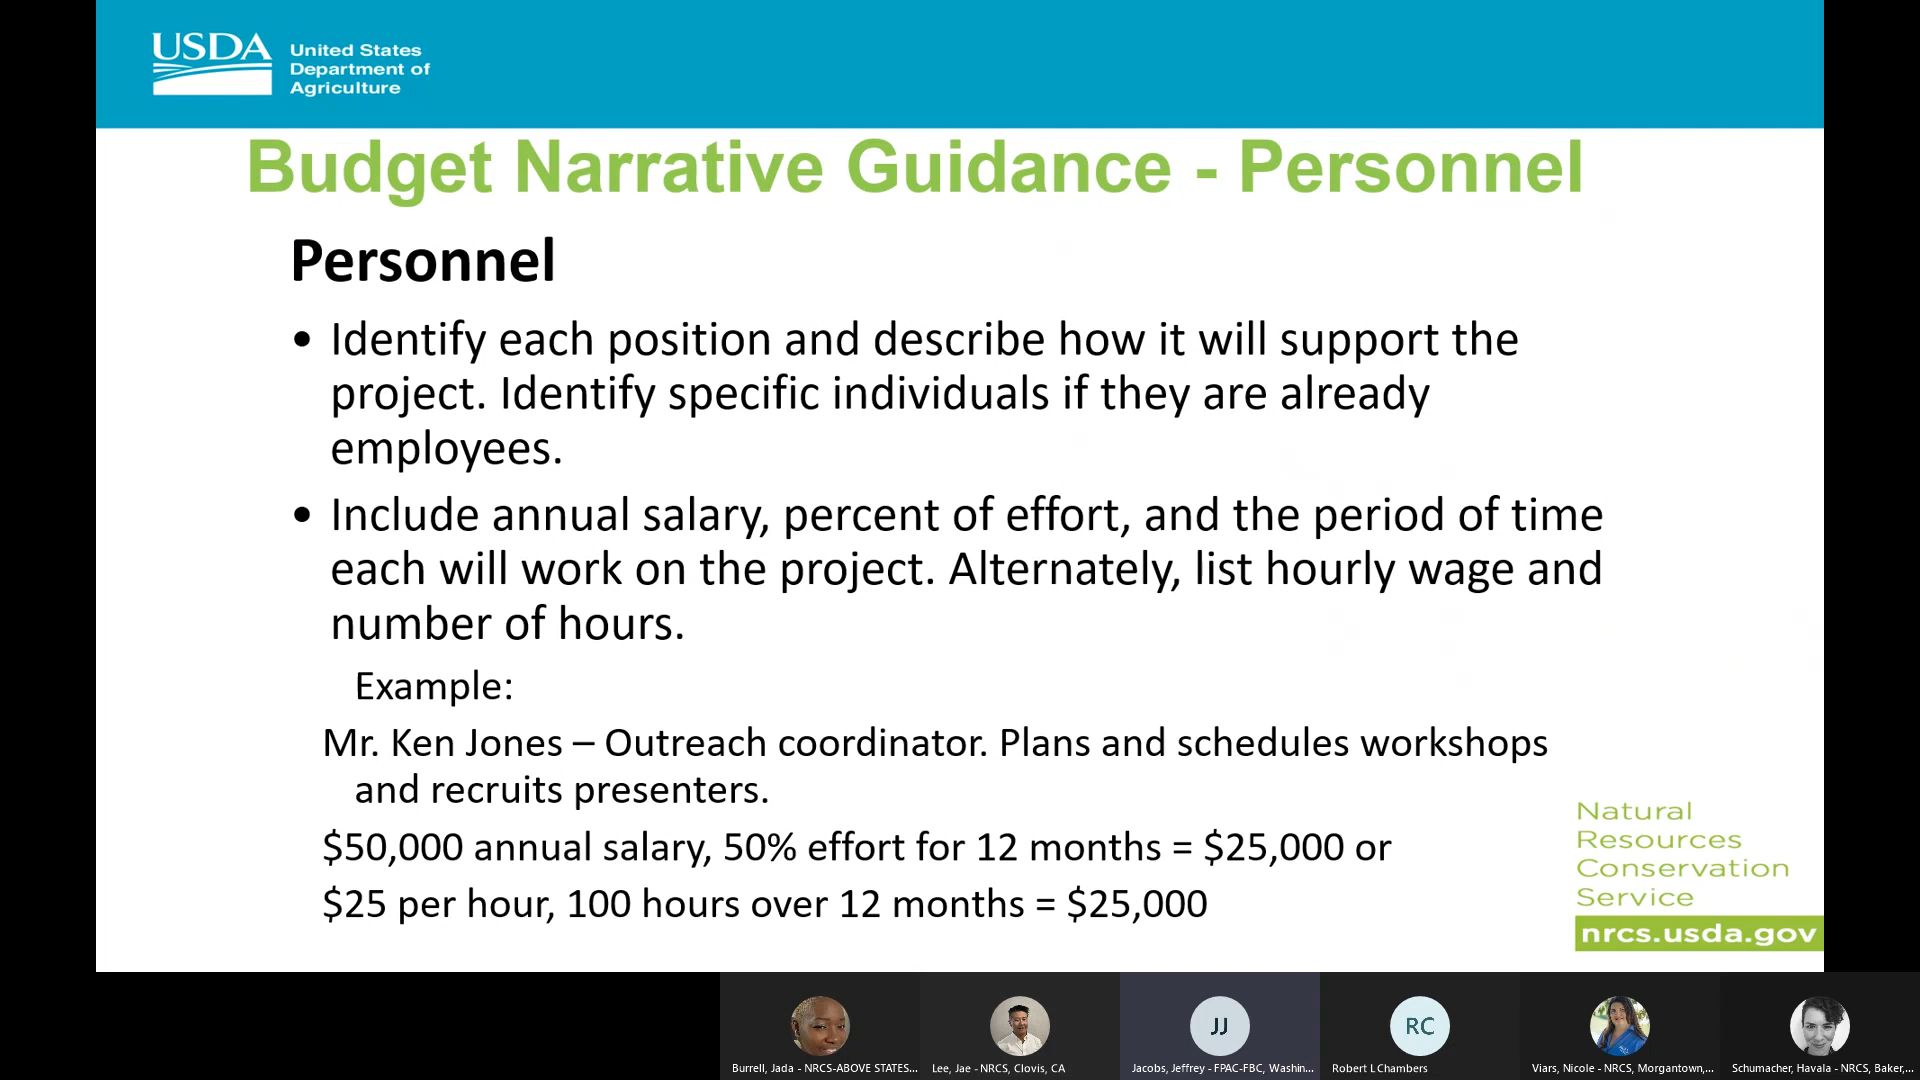 USDA
United States
Department of
Agriculture
Budget Narrative Guidance - Personnel
Personnel
• Identify each position and describe how it will support the
project. Identify specific individuals if they are already
employees.
• Include annual salary, percent of effort, and the period of time
each will work on the project. Alternately, list hourly wage and
number of hours.
Example:
Mr. Ken Jones – Outreach coordinator. Plans and schedules workshops
and recruits presenters.
$50,000 annual salary, 50% effort for 12 months = $25,000 or
$25 per hour, 100 hours over 12 months = $25,000
Natural
Resources
Conservation
Service
nrcs.usda.gov
JJ
RC
Burrell, Jada - NRCS-ABOVE STATES...
Lee, Jae - NRCS, Clovis, CA
Jacobs, Jeffrey - FPAC-FBC, Washin...
Robert L Chambers
Viars, Nicole - NRCS, Morgantown,...
Schumacher, Havala - NRCS, Baker,...